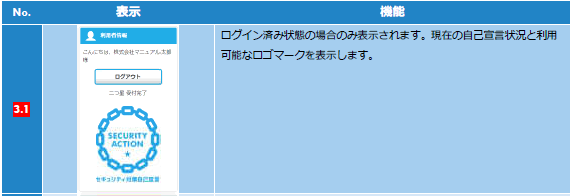 No. 表示 機能
3.1
利用者情報
こんにちは、株式会社マニュアル太郎
様
ログアウト
二つ星 受付完了
SECURITY
ACTION
セキュリティ対策自己宣言
ログイン済み状態の場合のみ表示されます。現在の自己宣言状況と利用
可能なロゴマークを表示します。